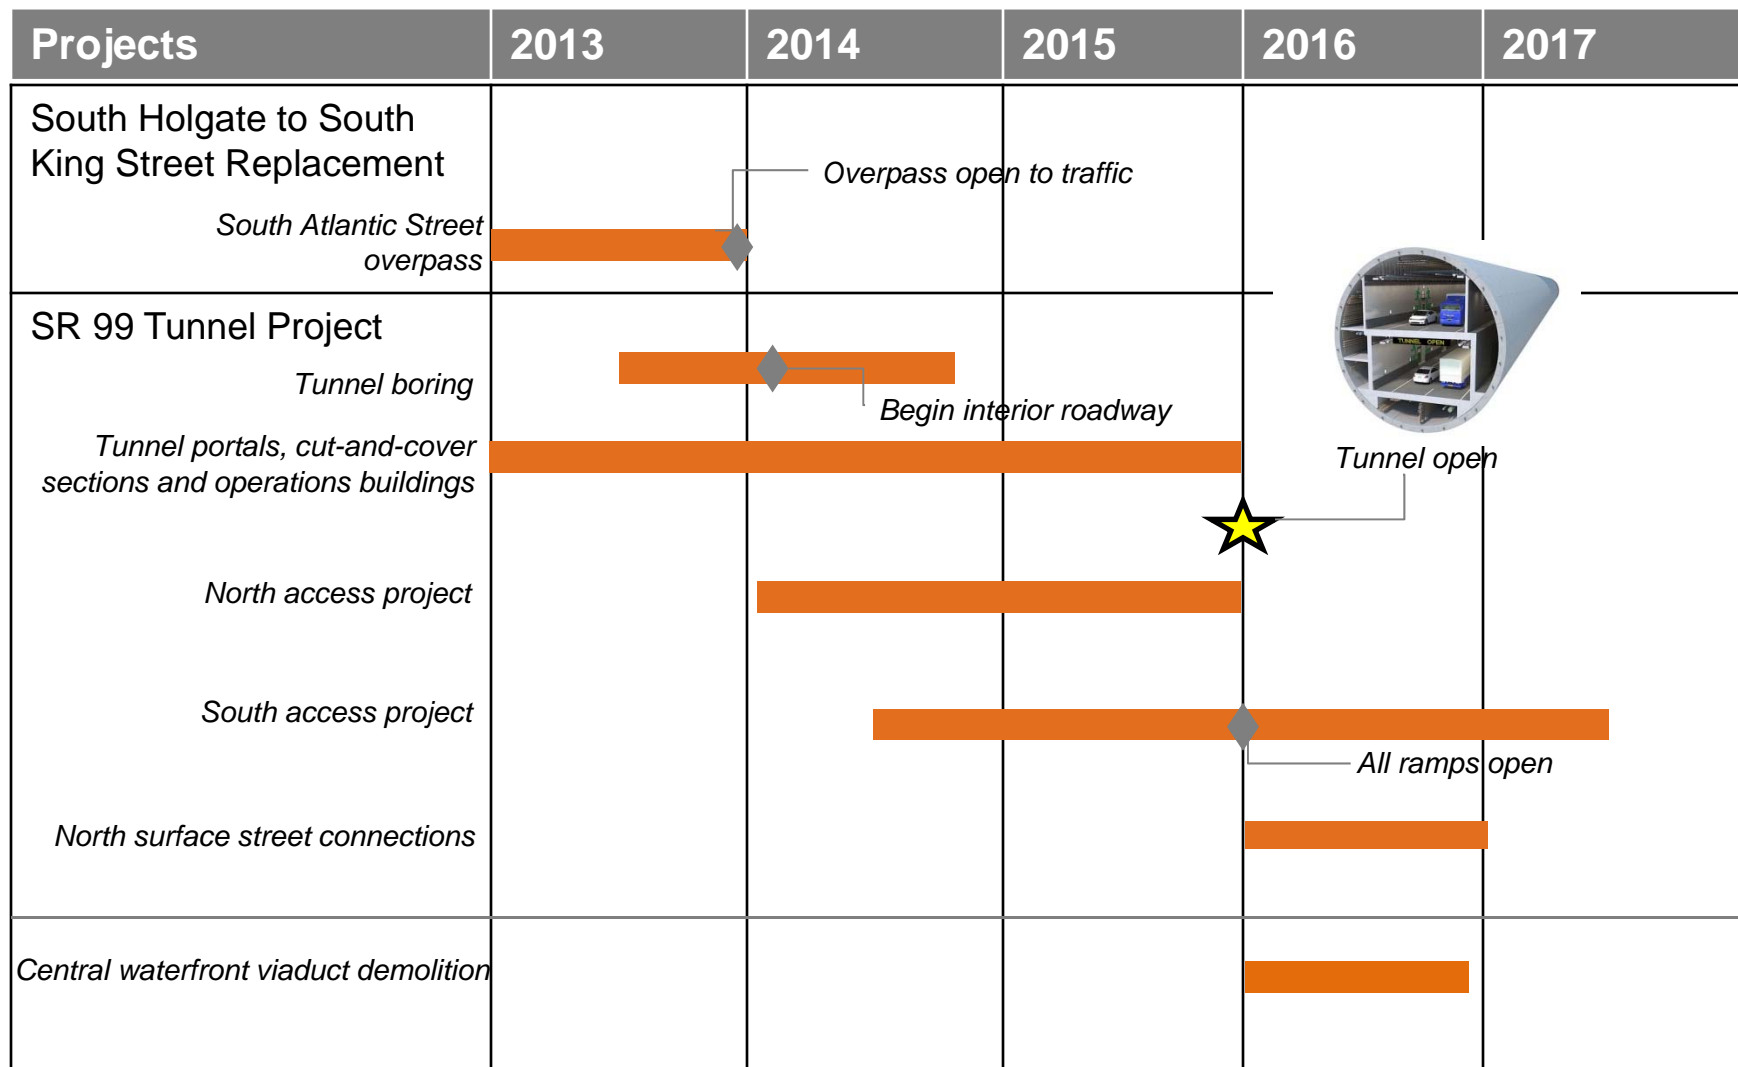 Projects 2013 2014 2015 2016 2017
South Holgate to South
King Street Replacement
Overpass open to traffic
South Atlantic Street
overpass
SR 99 Tunnel Project
TUNNEL OPEN
Tunnel boring
Begin interior roadway
Tunnel portals, cut-and-cover
sections and operations buildings
Tunnel open
North access project
South access project
All ramps open
North surface street connections
Central waterfront viaduct demolition